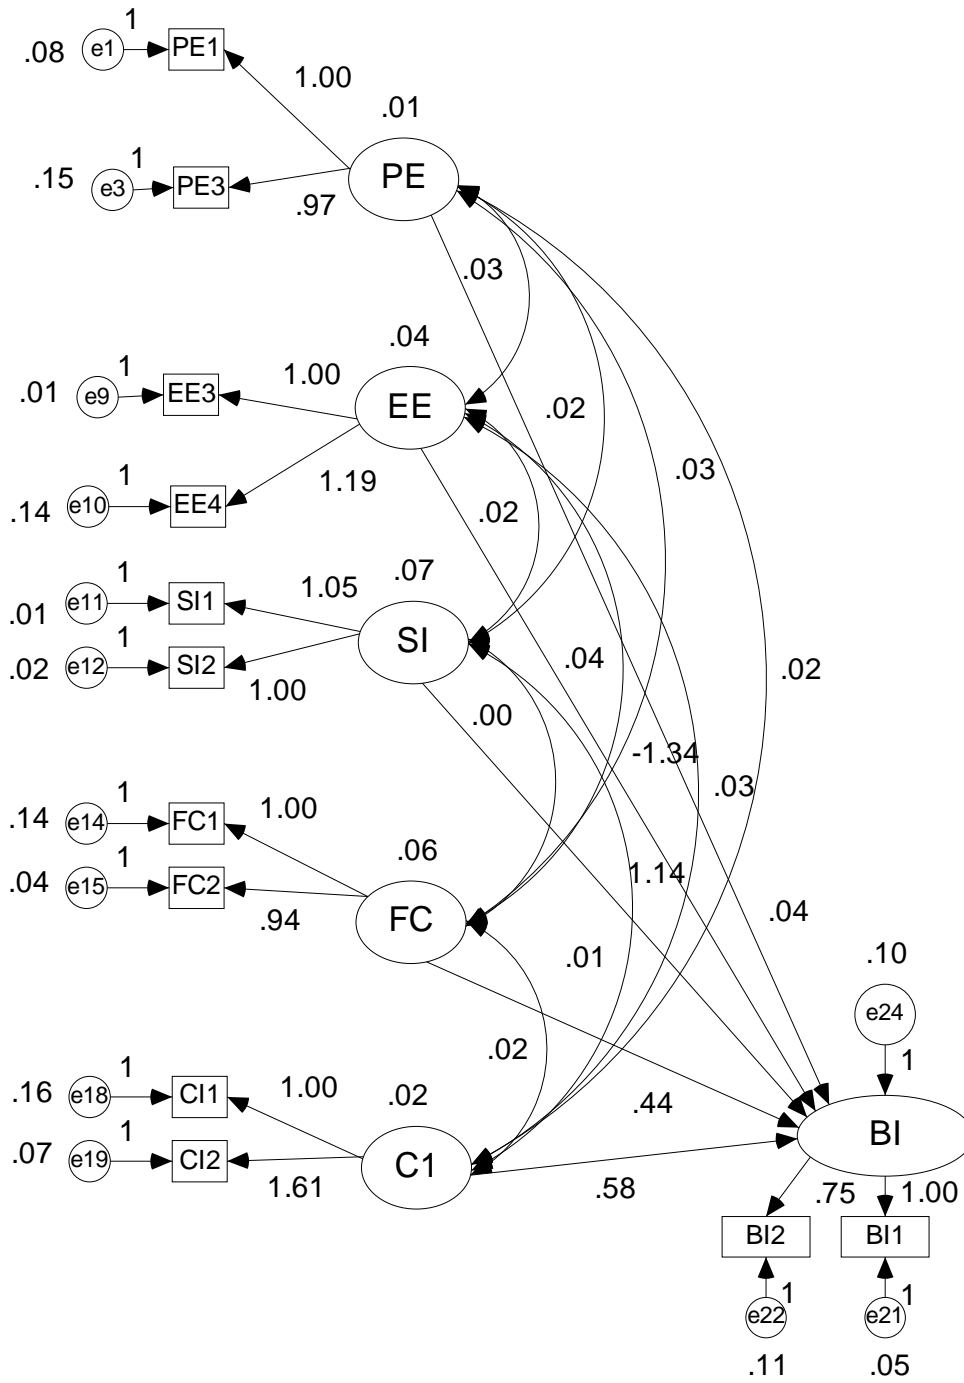 1
.08 e1 PE1
1.00
.01
1
.15 e3 PE3
PE
.97
.03
.04
1
.01 e9 EE3
1.00
EE
.02
.03
1
.14 e10 EE4
1.19
.02
1
.01 e11 SI1
1.05
.07
1
.02 e12 SI2
SI
1.00
.04
.02
.00
-1.34
.03
1
.14 e14 FC1
1.00
.06
1
.04 e15 FC2
1.14
FC
.94
.04
.01
.10
e24
.02
1
1
.16 e18 CI1
1.00
.02
.44
BI
1
.07 e19 CI2
C1
1.61
.58
.75 1.00
BI2 BI1
1 1
e22 e21
.11 .05